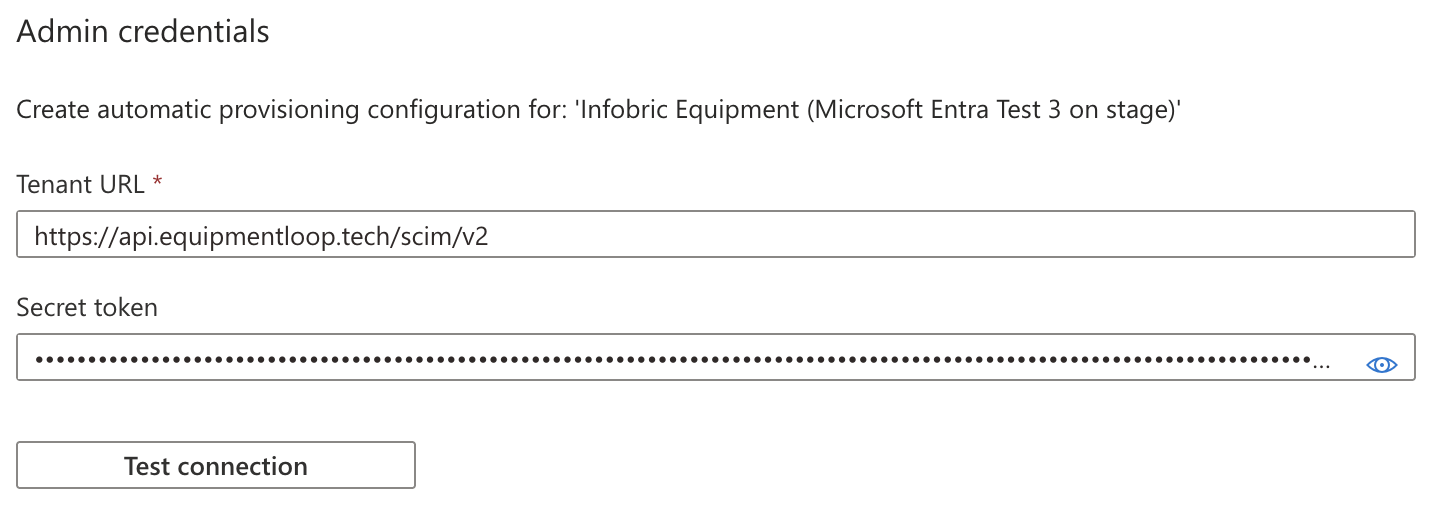 Admin credentials
Create automatic provisioning configuration for: 'Infobric Equipment (Microsoft Entra Test 3 on stage)'
Tenant URL *
https://api.equipmentloop.tech/scim/v2
Secret token
Test connection